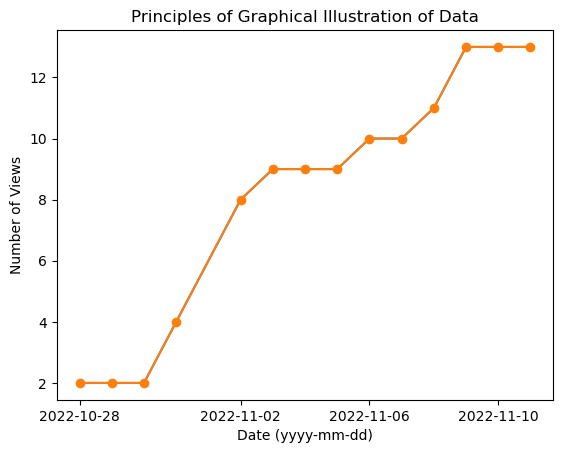 Principles of Graphical Illustration of Data
12
10
8
6
4
2
Number of Views
2022-10-28 2022-11-02 2022-11-06 2022-11-10
Date (yyyy-mm-dd)